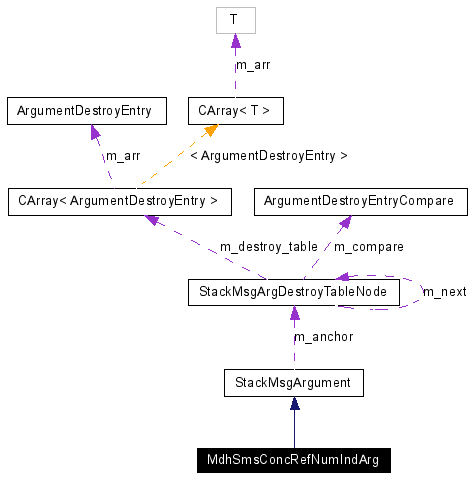 T
m_arr
ArgumentDestroyEntry
CArray< T >
m_arr
< ArgumentDestroyEntry >
CArray< ArgumentDestroyEntry >
ArgumentDestroyEntryCompare
m_destroy_table
m_compare
StackMsgArgDestroyTableNode
m_next
m_anchor
StackMsgArgument
MdhSmsConcRefNumIndArg